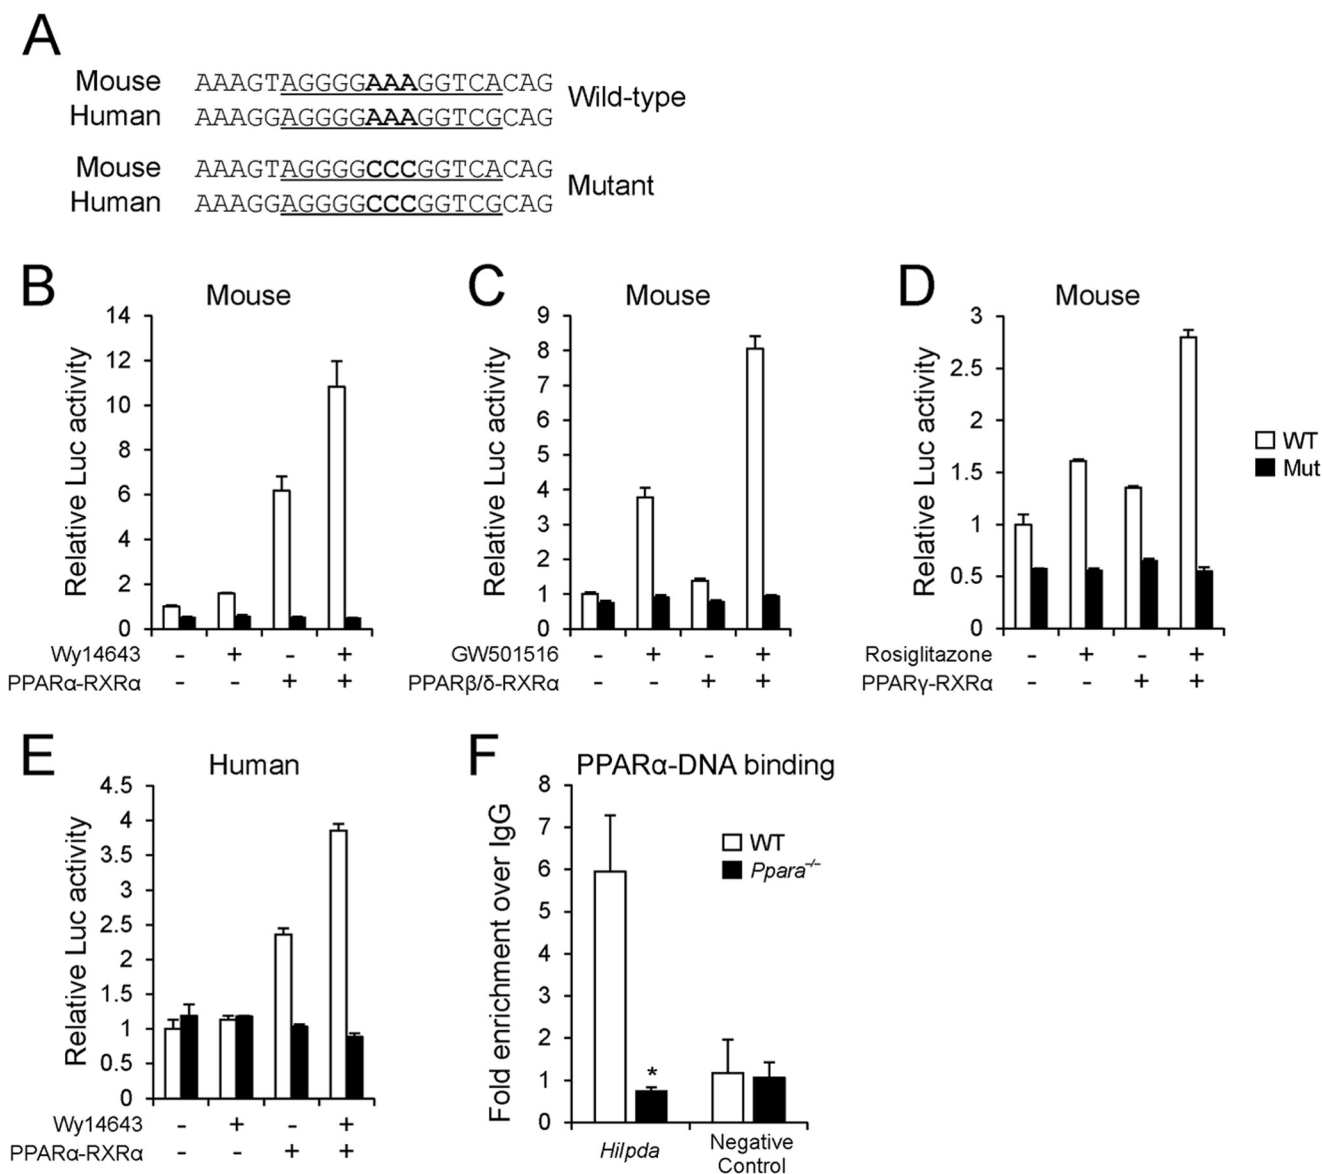 A
Mouse AAAGTAGGGGAAAGGTCACAG
Human AAAGGAGGGGAAAGGTCGCAG
Wild-type
Mouse AAAGTAGGGGCCCGGTCACAG
Human AAAGGAGGGGCCCGGTCGCAG
Mutant
B
Mouse
Relative Luc activity
14
12
10
8
6
4
2
0
Wy14643 - + - +
PPARα-RXRα - - + +
C
Mouse
Relative Luc activity
9
8
7
6
5
4
3
2
1
0
GW501516 - + - +
PPARβ/δ-RXRα - - + +
D
Mouse
Relative Luc activity
3
2.5
2
1.5
1
0.5
0
Rosiglitazone - + - +
PPARγ-RXRα - - + +
WT
Mut
E
Human
Relative Luc activity
4.5
4
3.5
3
2.5
2
1.5
1
0.5
0
Wy14643 - + - +
PPARα-RXRα - - + +
F
PPARα-DNA binding
Fold enrichment over IgG
8
7
6
5
4
3
2
1
0
WT
Ppara⁻/⁻
*
Hilpda
Negative
Control